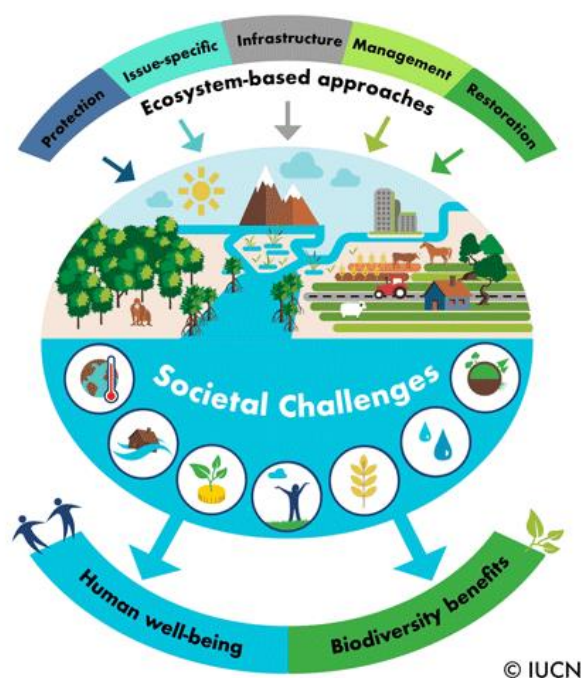 Protection
Issue-specific
Infrastructure
Management
Restoration
Ecosystem-based approaches
Societal Challenges
Human well-being
Biodiversity benefits
© IUCN